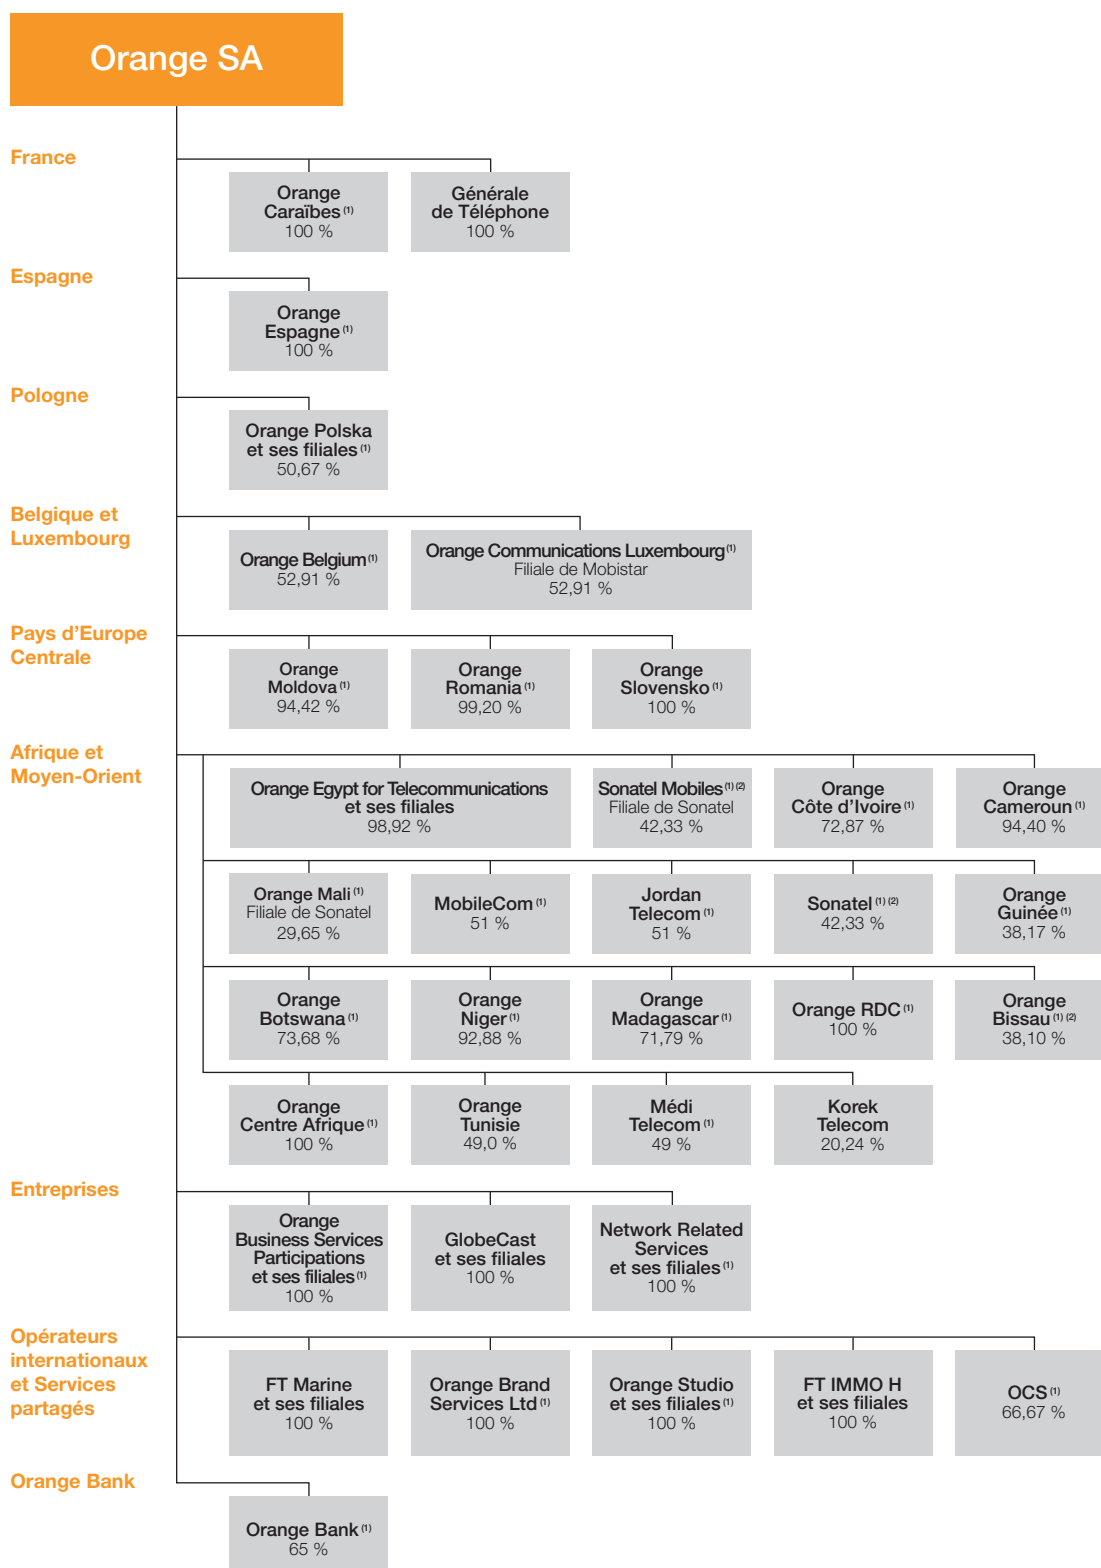 Orange SA
France
Orange
Caraïbes (1)
100 %
Générale
de Téléphone
100 %
Espagne
Orange
Espagne (1)
100 %
Pologne
Orange Polska
et ses filiales (1)
50,67 %
Belgique et
Luxembourg
Orange Belgium (1)
52,91 %
Orange Communications Luxembourg (1)
Filiale de Mobistar
52,91 %
Pays d’Europe
Centrale
Orange
Moldova (1)
94,42 %
Orange
Romania (1)
99,20 %
Orange
Slovensko (1)
100 %
Afrique et
Moyen-Orient
Orange Egypt for Telecommunications
et ses filiales
98,92 %
Sonatel Mobiles (1) (2)
Filiale de Sonatel
42,33 %
Orange
Côte d’Ivoire (1)
72,87 %
Orange
Cameroun (1)
94,40 %
Orange Mali (1)
Filiale de Sonatel
29,65 %
MobileCom (1)
51 %
Jordan
Telecom (1)
51 %
Sonatel (1) (2)
42,33 %
Orange
Guinée (1)
38,17 %
Orange
Botswana (1)
73,68 %
Orange
Niger (1)
92,88 %
Orange
Madagascar (1)
71,79 %
Orange RDC (1)
100 %
Orange
Bissau (1) (2)
38,10 %
Orange
Centre Afrique (1)
100 %
Orange
Tunisie
49,0 %
Médi
Telecom (1)
49 %
Korek
Telecom
20,24 %
Entreprises
Orange
Business Services
Participations
et ses filiales (1)
100 %
GlobeCast
et ses filiales
100 %
Network Related
Services
et ses filiales (1)
100 %
Opérateurs
internationaux
et Services
partagés
FT Marine
et ses filiales
100 %
Orange Brand
Services Ltd (1)
100 %
Orange Studio
et ses filiales (1)
100 %
FT IMMO H
et ses filiales
100 %
OCS (1)
66,67 %
Orange Bank
Orange Bank (1)
65 %